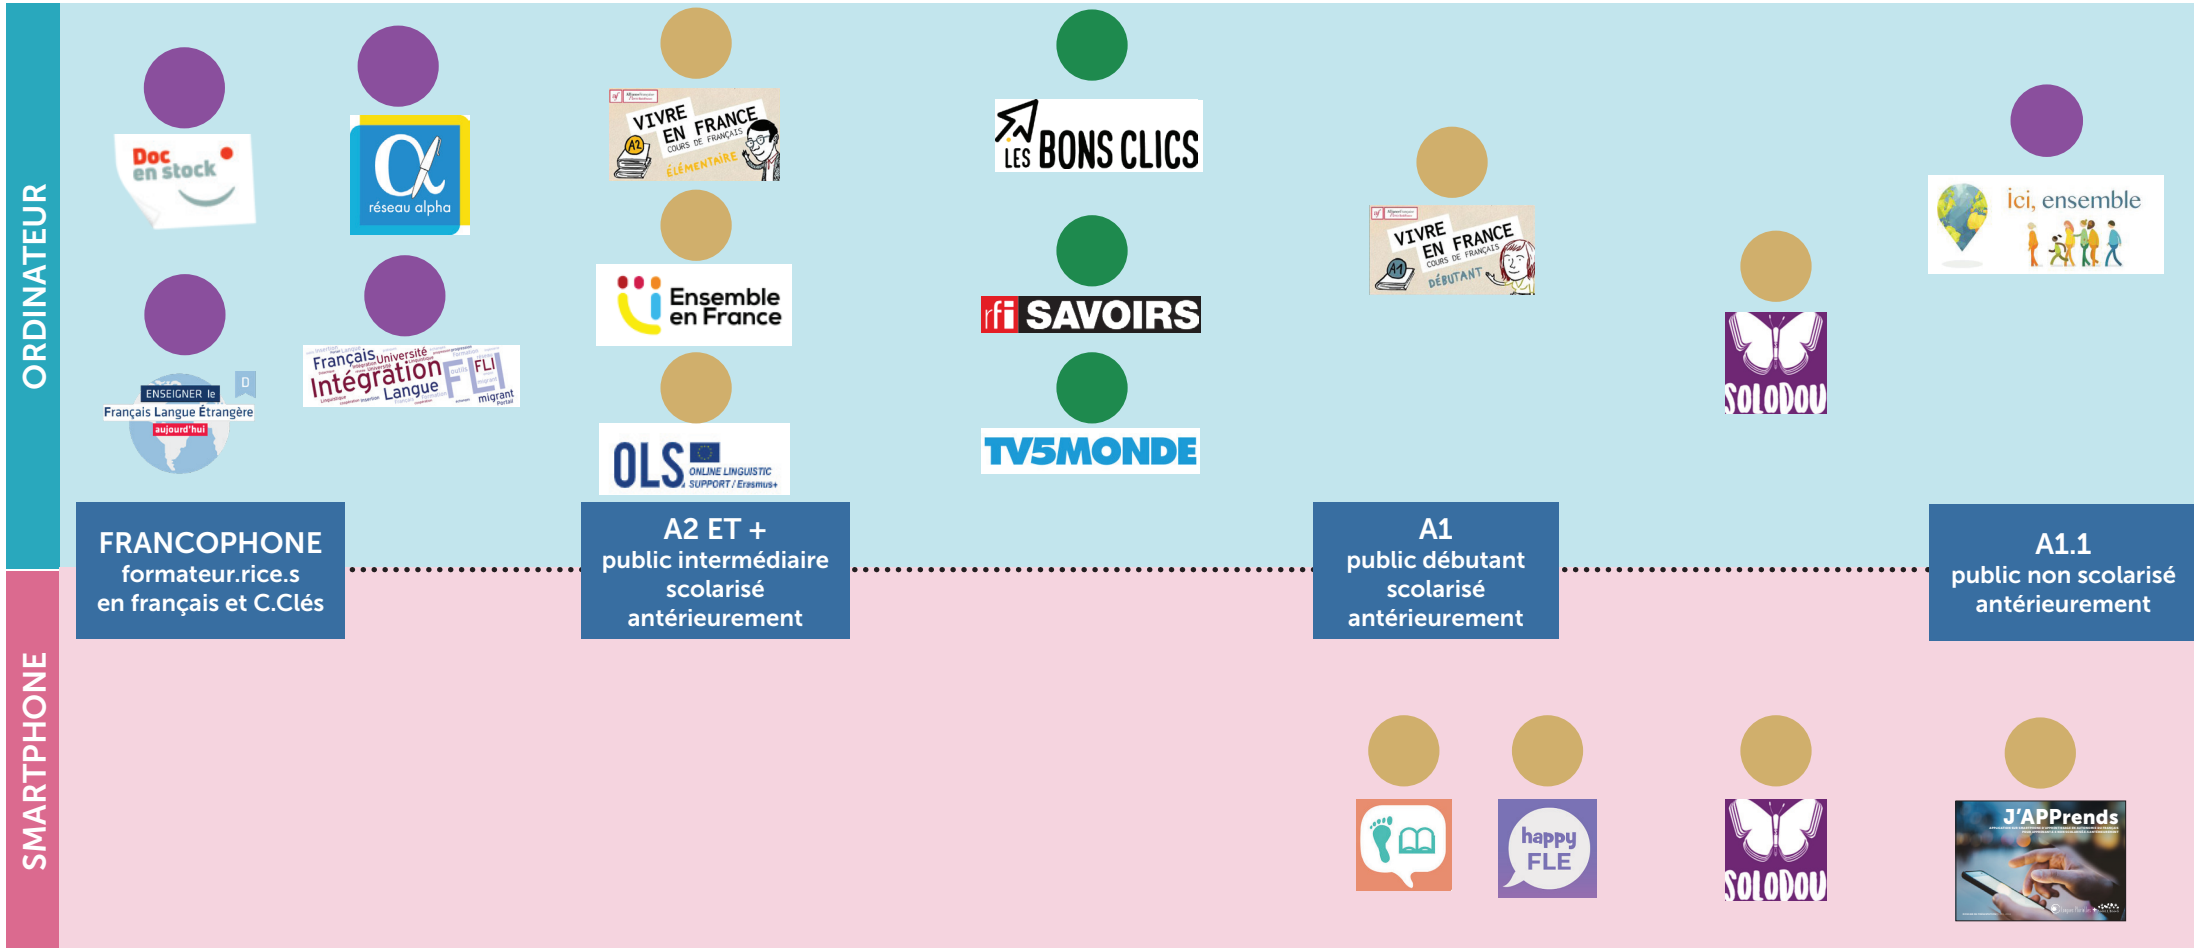 ORDINATEUR
Doc
en stock
réseau alpha
ENSEIGNER le
Français Langue Étrangère
aujourd'hui
D
Français Université
Intégration
Langue
FLI
FLI
migrant
VIVRE
EN FRANCE
COURS DE FRANÇAIS
A2
ÉLÉMENTAIRE
Ensemble
en France
OLS
ONLINE LINGUISTIC
SUPPORT / Erasmus+
LES BONS CLICS
rfi SAVOIRS
TV5MONDE
VIVRE
EN FRANCE
COURS DE FRANÇAIS
A1
DÉBUTANT
SOLODOU
ici, ensemble
FRANCOPHONE
formateur.rice.s
en français et C.Clés
A2 ET +
public intermédiaire
scolarisé
antérieurement
A1
public débutant
scolarisé
antérieurement
A1.1
public non scolarisé
antérieurement
SMARTPHONE
happy
FLE
SOLODOU
J'APPrends